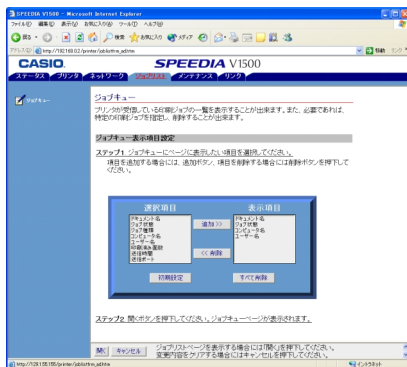 SPEEDIA V1500 - Microsoft Internet Explorer
ファイル(F) 編集(E) 表示(V) お気に入り(A) ツール(T) ヘルプ(H)
戻る 検索 お気に入り メディア
アドレス(D) 移動 リンク
CASIO. SPEEDIA V1500
ステータス プリンタ ネットワーク ジョブリスト メンテナンス リンク
ジョブキュー
ジョブキュー
プリンタが受信している印刷ジョブの一覧を表示することが出来ます。また、必要であれば、
特定の印刷ジョブを指定し、削除することが出来ます。
ジョブキュー表示項目設定
ステップ1. ジョブキューにページに表示したい項目を選択してください。
項目を追加する場合には、追加ボタン、項目を削除する場合には削除ボタンを押下して
ください。
選択項目 表示項目
ドキュメント名
ジョブ状態
ジョブ種類
コンピュータ名
ユーザー名
印刷済み面数
送信時間
送信ポート
追加 >>
<< 削除
ドキュメント名
ジョブ状態
コンピュータ名
ユーザー名
初期設定 すべて削除
ステップ2. 開くボタンを押下してください。ジョブキューページが表示されます。
開く キャンセル ジョブリストページを表示する場合には「開く」を押下してください。
変更内容をクリアする場合にはキャンセルを押下してください。
イントラネット